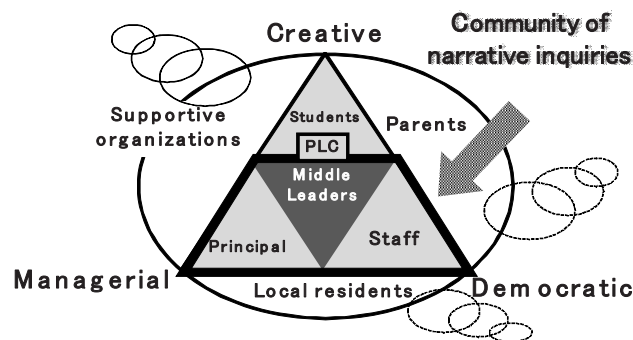 Creative
Community of
narrative inquiries
Supportive
organizations
Students
Parents
PLC
Middle
Leaders
Principal
Staff
Managerial
Local residents
Democratic